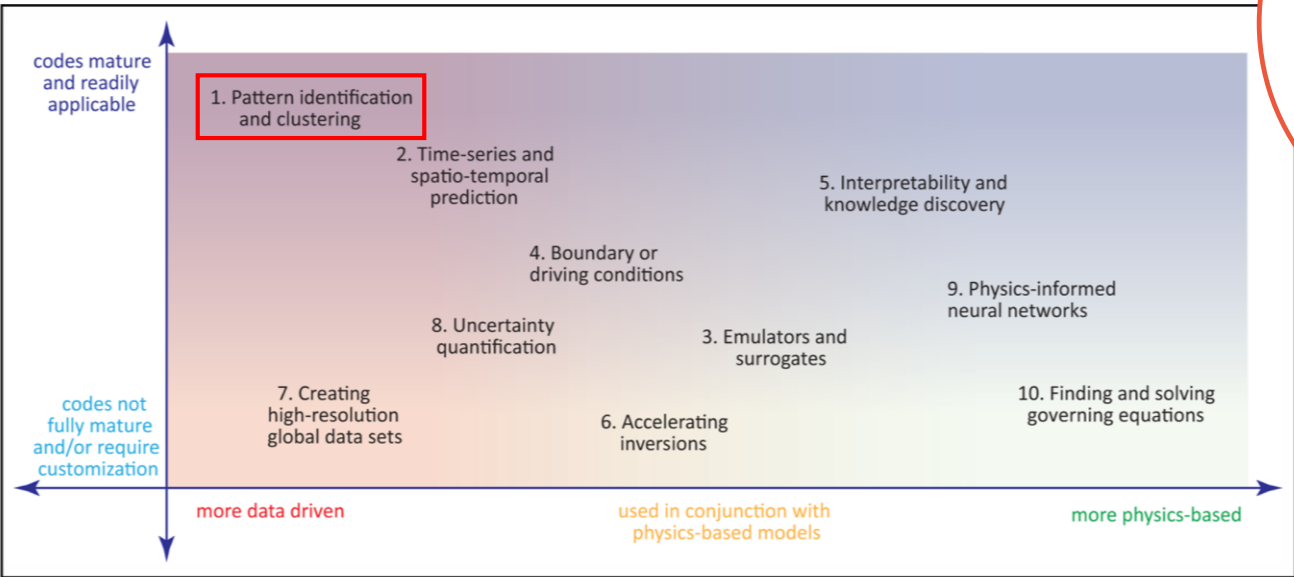 codes mature
and readily
applicable
1. Pattern identification
and clustering
2. Time-series and
spatio-temporal
prediction
5. Interpretability and
knowledge discovery
4. Boundary or
driving conditions
9. Physics-informed
neural networks
8. Uncertainty
quantification
3. Emulators and
surrogates
7. Creating
high-resolution
global data sets
6. Accelerating
inversions
10. Finding and solving
governing equations
codes not
fully mature
and/or require
customization
more data driven
used in conjunction with
physics-based models
more physics-based